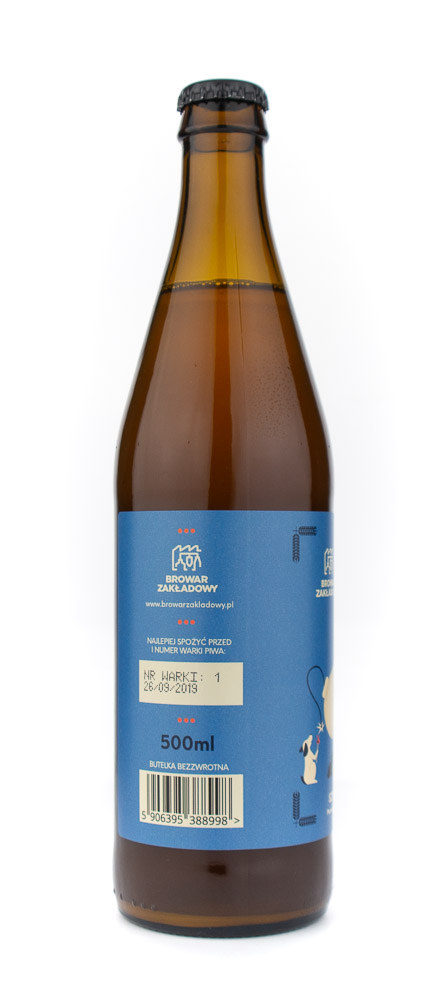 BROWAR
ZAKŁADOWY
www.browarzakladowy.pl
NAJLEPIEJ SPOŻYĆ PRZED
I NUMER WARKI PIWA:
NR WARKI: 1
26/09/2019
500ml
BUTELKA BEZZWROTNA
5 906395 388998 >
BROWAR